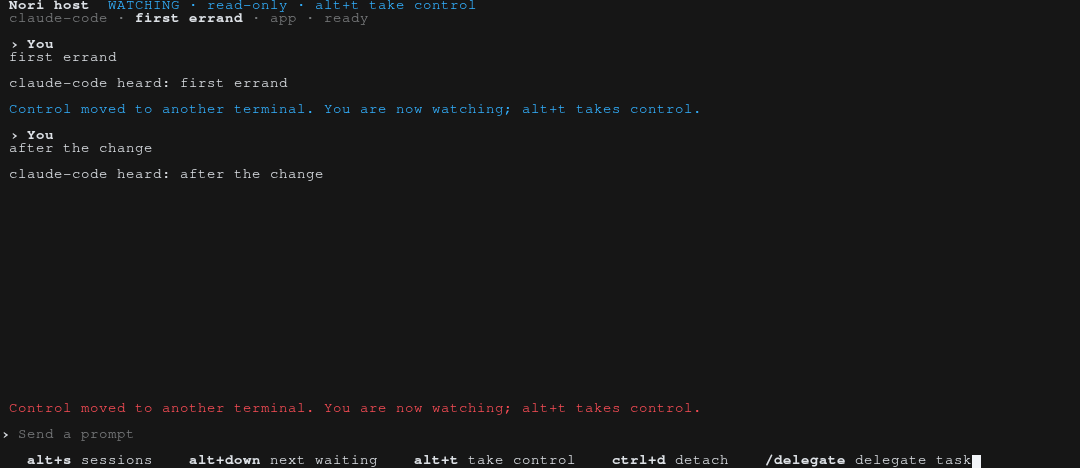 Nori host  WATCHING · read-only · alt+t take control
claude-code · first errand · app · ready
› You
first errand
claude-code heard: first errand
Control moved to another terminal. You are now watching; alt+t takes control.
› You
after the change
claude-code heard: after the change
Control moved to another terminal. You are now watching; alt+t takes control.
› Send a prompt
alt+s sessions    alt+down next waiting    alt+t take control    ctrl+d detach    /delegate delegate task